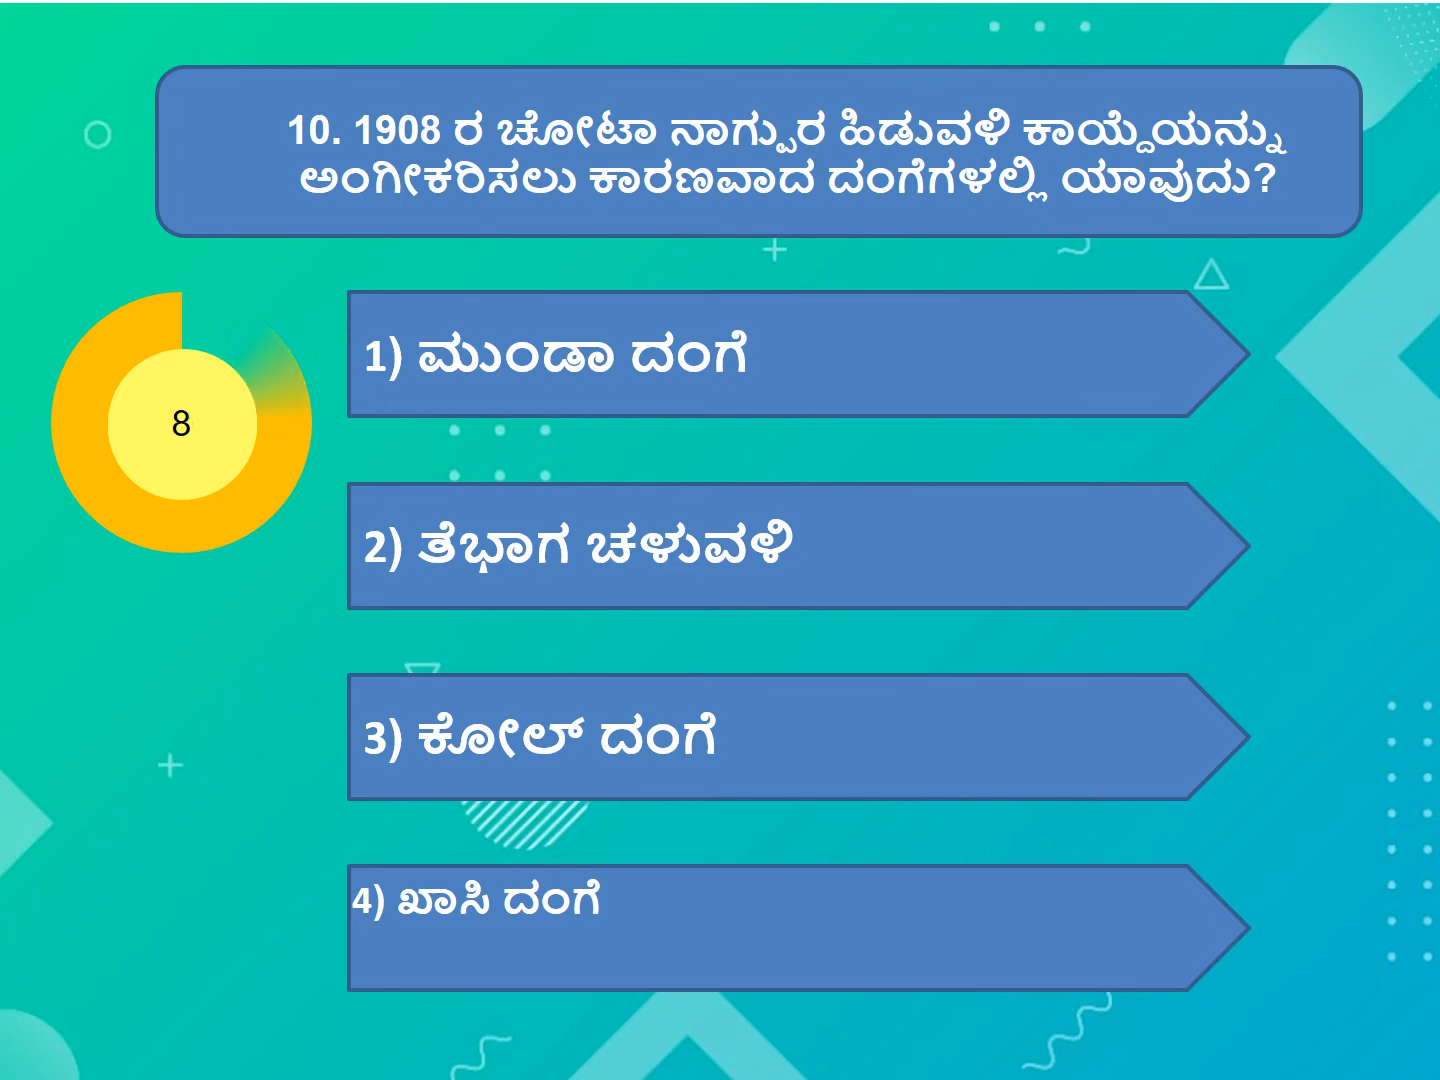 10. 1908 ರ ಚೋಟಾ ನಾಗ್ಪುರ ಹಿಡುವಳಿ ಕಾಯ್ದೆಯನ್ನು
ಅಂಗೀಕರಿಸಲು ಕಾರಣವಾದ ದಂಗೆಗಳಲ್ಲಿ ಯಾವುದು?
1) ಮುಂಡಾ ದಂಗೆ
8
2) ತೆಭಾಗ ಚಳುವಳಿ
3) ಕೋಲ್ ದಂಗೆ
4) ಖಾಸಿ ದಂಗೆ